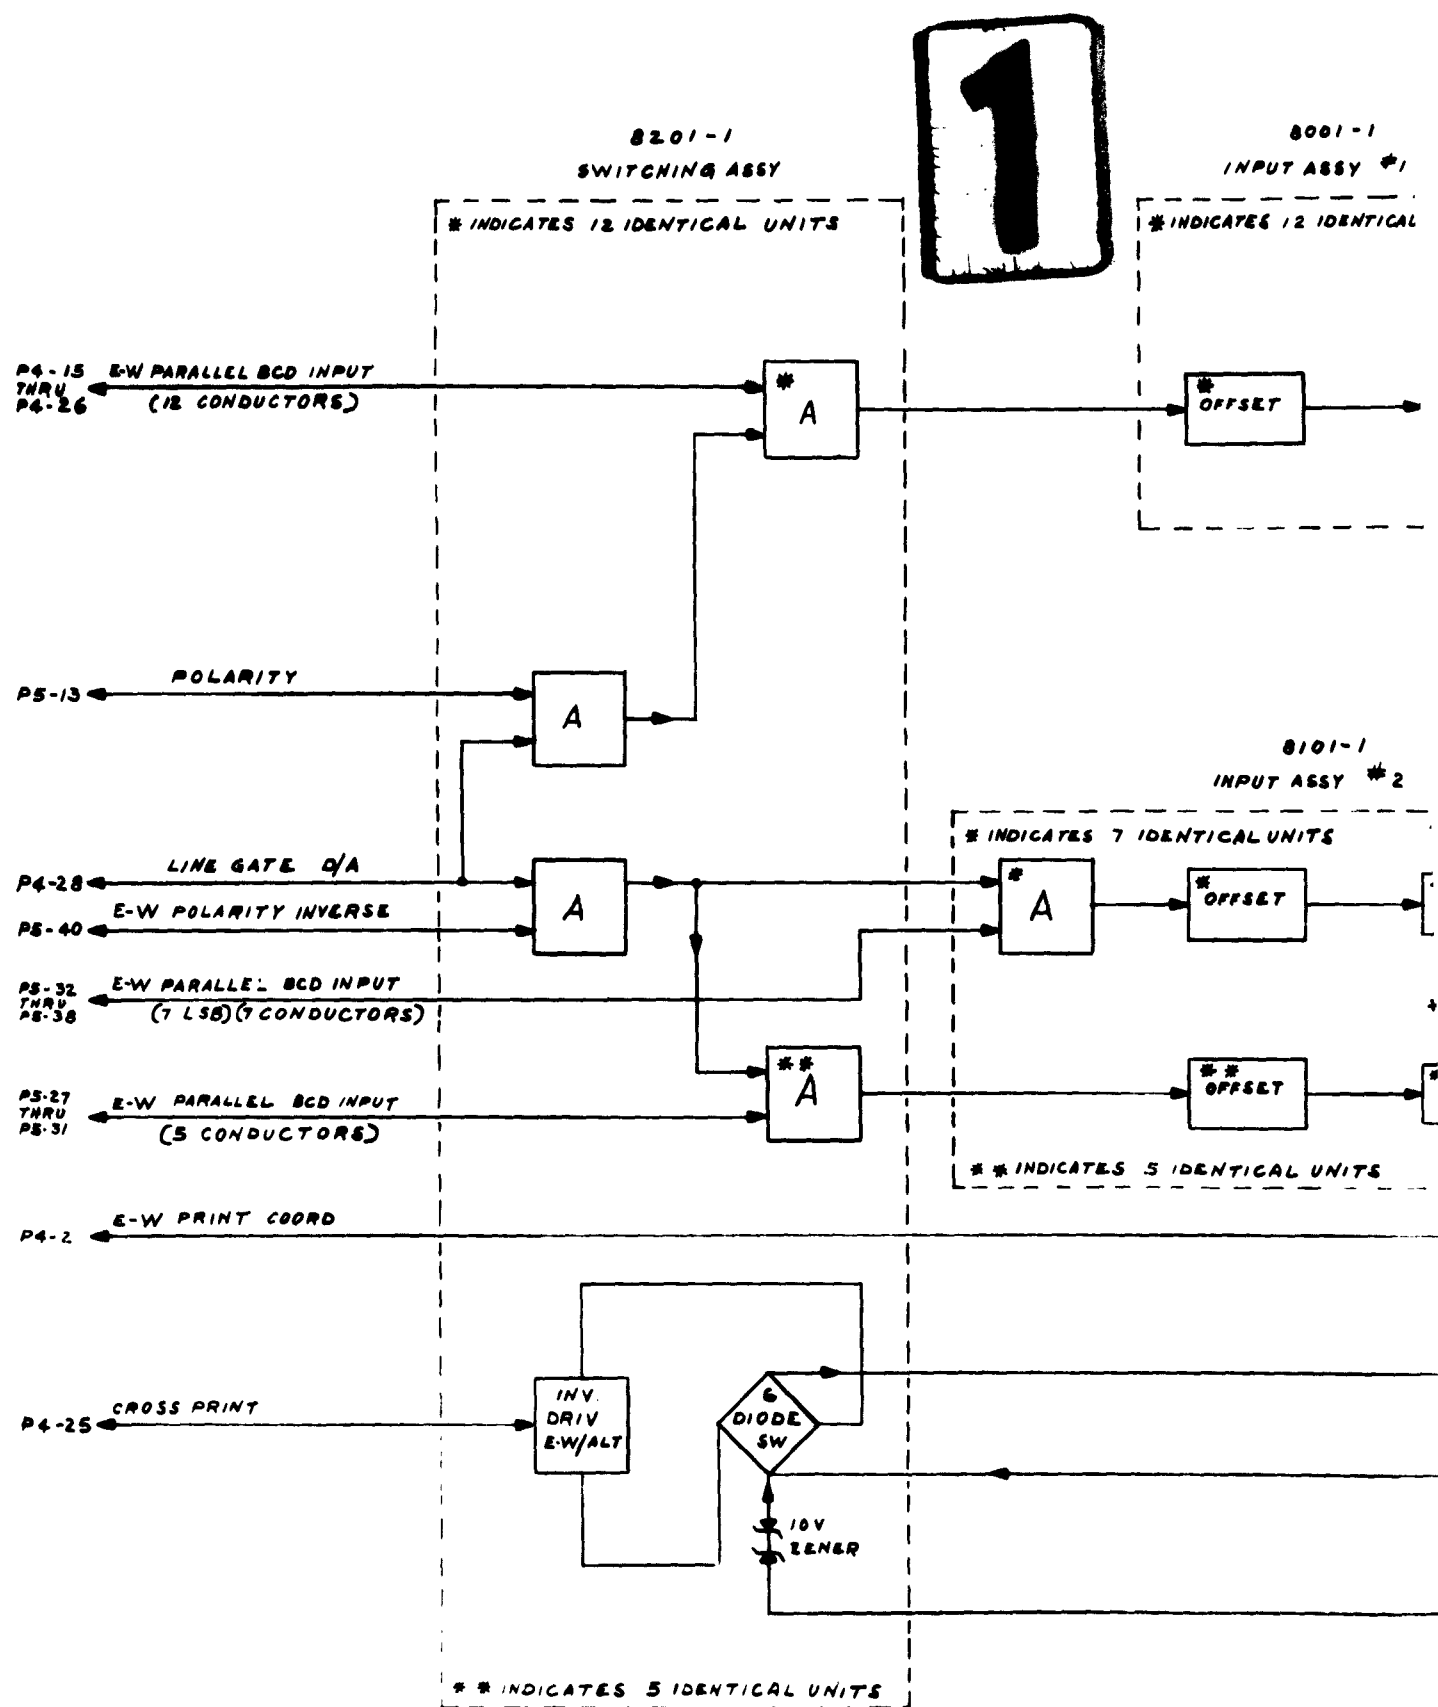 1
8201-1
SWITCHING ASSY
* INDICATES 12 IDENTICAL UNITS
8001-1
INPUT ASSY #1
* INDICATES 12 IDENTICAL
P4-15
THRU
P4-26
E-W PARALLEL BCD INPUT
(12 CONDUCTORS)
*
A
*
OFFSET
P5-13
POLARITY
A
8101-1
INPUT ASSY #2
* INDICATES 7 IDENTICAL UNITS
P4-28
LINE GATE D/A
A
*
A
*
OFFSET
P5-40
E-W POLARITY INVERSE
P5-32
THRU
P5-38
E-W PARALLEL BCD INPUT
(7 LSB) (7 CONDUCTORS)
P5-27
THRU
P5-31
E-W PARALLEL BCD INPUT
(5 CONDUCTORS)
**
A
**
OFFSET
** INDICATES 5 IDENTICAL UNITS
P4-2
E-W PRINT COORD
P4-25
CROSS PRINT
INV.
DRIV
E-W/ALT
6
DIODE
SW
10V
ZENER
** INDICATES 5 IDENTICAL UNITS